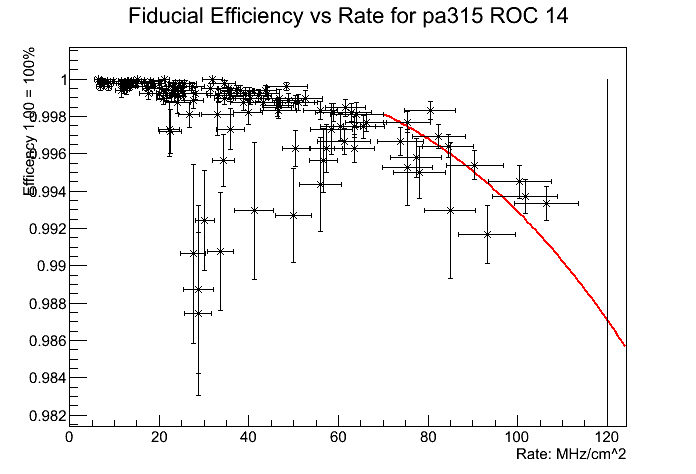 Fiducial Efficiency vs Rate for pa315 ROC 14
Efficency 1.00 = 100%
1
0.998
0.996
0.994
0.992
0.99
0.988
0.986
0.984
0.982
0 20 40 60 80 100 120
Rate: MHz/cm^2